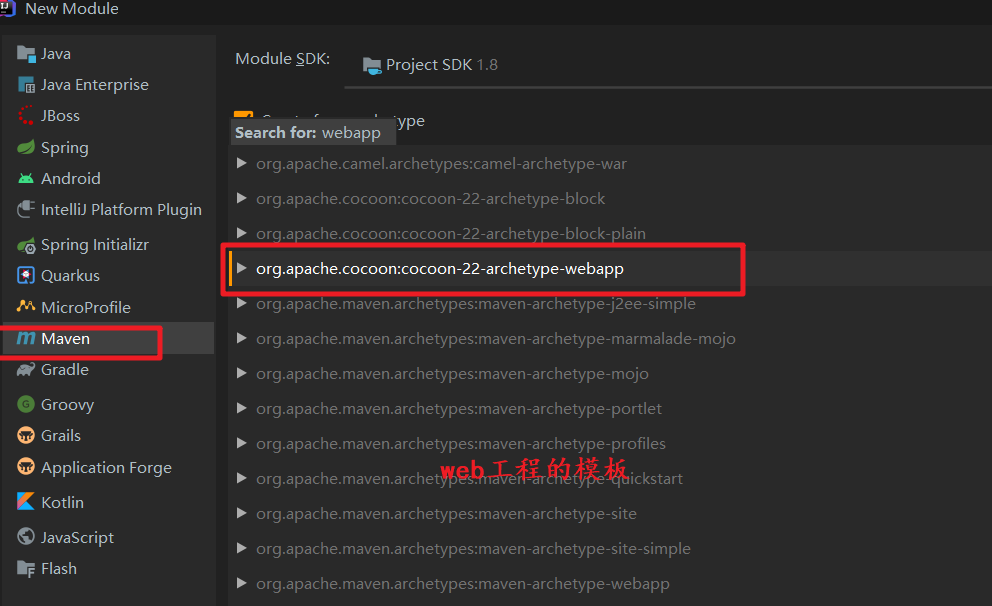 New Module
Java
Java Enterprise
JBoss
Spring
Android
IntelliJ Platform Plugin
Spring Initializr
Quarkus
MicroProfile
Maven
Gradle
Groovy
Grails
Application Forge
Kotlin
JavaScript
Flash
Module SDK:
Project SDK 1.8
Search for: webapp
org.apache.camel.archetypes:camel-archetype-war
org.apache.cocoon:cocoon-22-archetype-block
org.apache.cocoon:cocoon-22-archetype-block-plain
org.apache.cocoon:cocoon-22-archetype-webapp
org.apache.maven.archetypes:maven-archetype-j2ee-simple
org.apache.maven.archetypes:maven-archetype-marmalade-mojo
org.apache.maven.archetypes:maven-archetype-mojo
org.apache.maven.archetypes:maven-archetype-portlet
org.apache.maven.archetypes:maven-archetype-profiles
web工程的模板
org.apache.maven.archetypes:maven-archetype-quickstart
org.apache.maven.archetypes:maven-archetype-site
org.apache.maven.archetypes:maven-archetype-site-simple
org.apache.maven.archetypes:maven-archetype-webapp